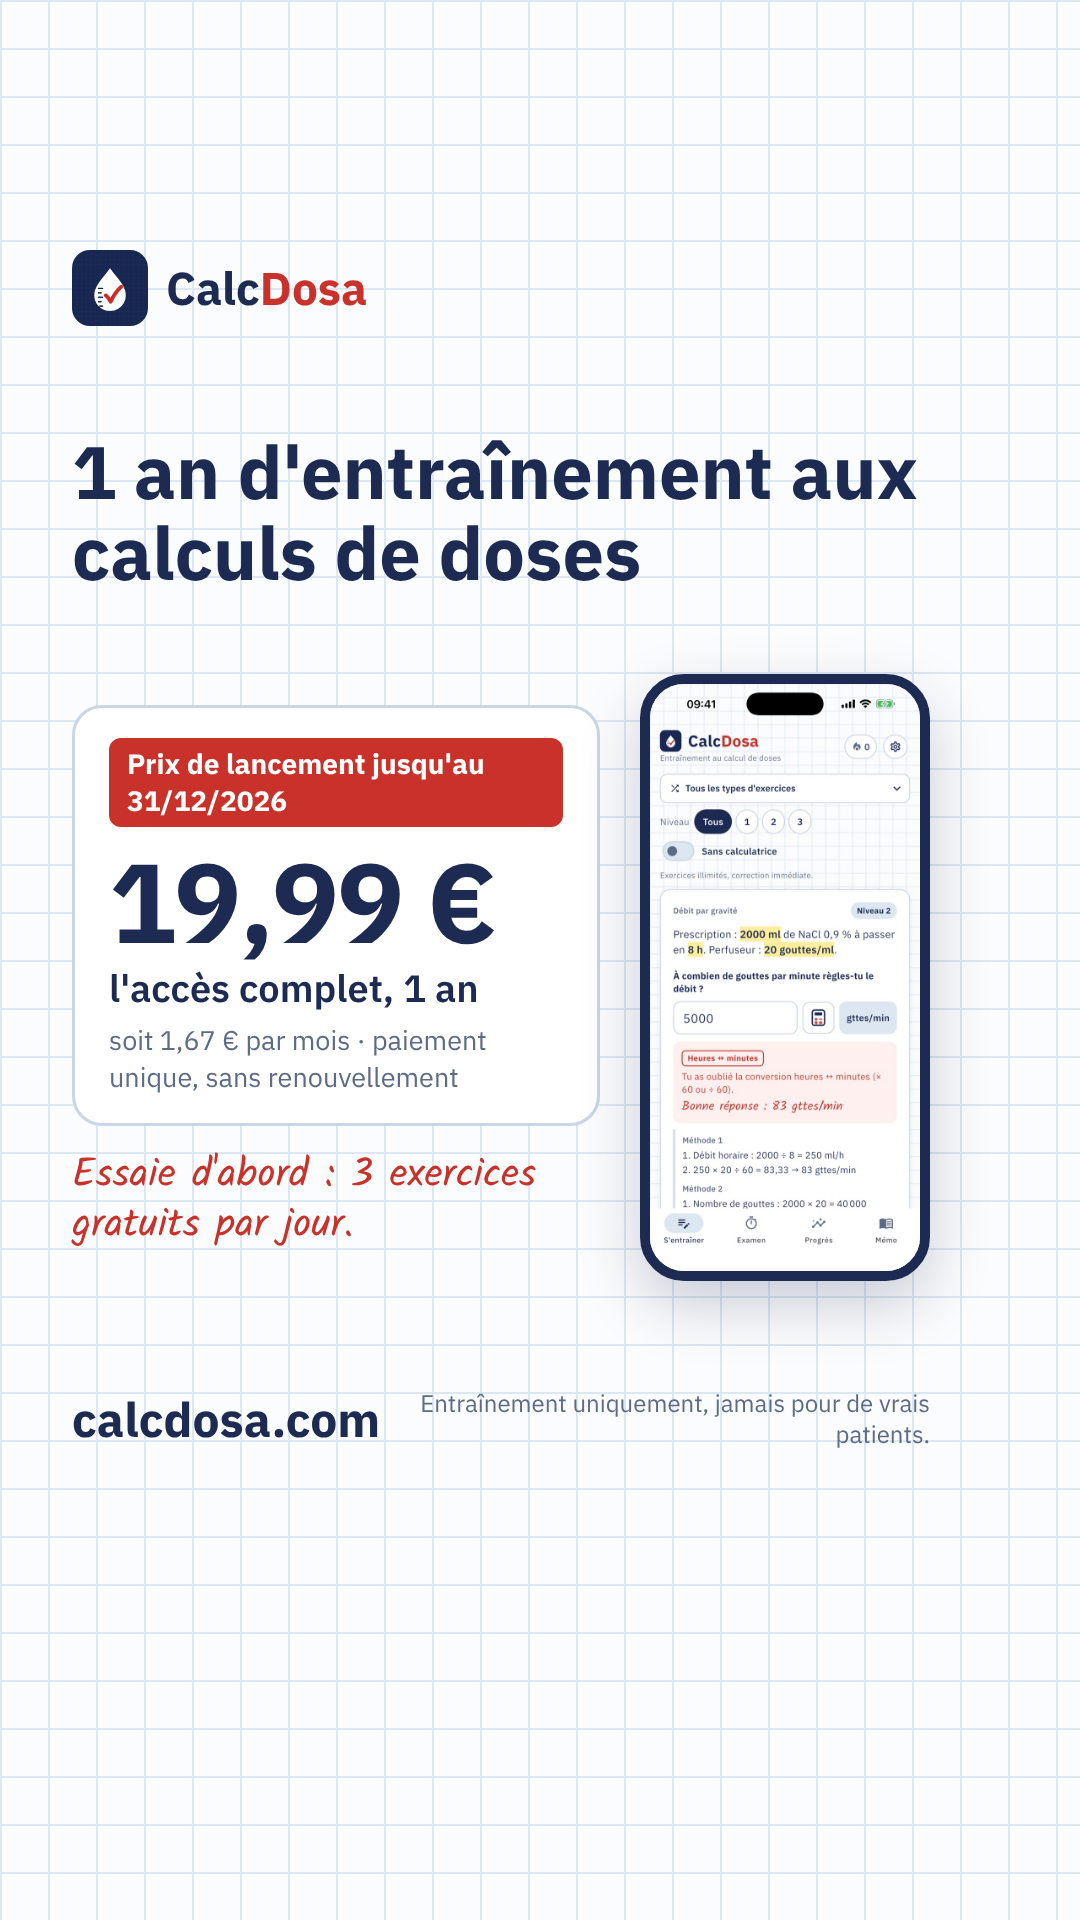 CalcDosa
1 an d'entraînement aux
calculs de doses
Prix de lancement jusqu'au
31/12/2026
19,99 €
l'accès complet, 1 an
soit 1,67 € par mois · paiement
unique, sans renouvellement
Essaie d'abord : 3 exercices
gratuits par jour.
09:41
CalcDosa
0
Entraînement au calcul de doses
Tous les types d'exercices
Niveau Tous 1 2 3
Sans calculatrice
Exercices illimités, correction immédiate.
Débit par gravité Niveau 2
Prescription : 2000 ml de NaCl 0,9 % à passer
en 8 h. Perfuseur : 20 gouttes/ml.
À combien de gouttes par minute règles-tu le
débit ?
5000 gttes/min
Heures ↔ minutes
Tu as oublié la conversion heures ↔ minutes (×
60 ou ÷ 60).
Bonne réponse : 83 gttes/min
Méthode 1
1. Débit horaire : 2000 ÷ 8 = 250 ml/h
2. 250 × 20 ÷ 60 = 83,33 → 83 gttes/min
Méthode 2
1. Nombre de gouttes : 2000 × 20 = 40 000
S'entraîner Examen Progrès Mémo
calcdosa.com
Entraînement uniquement, jamais pour de vrais
patients.